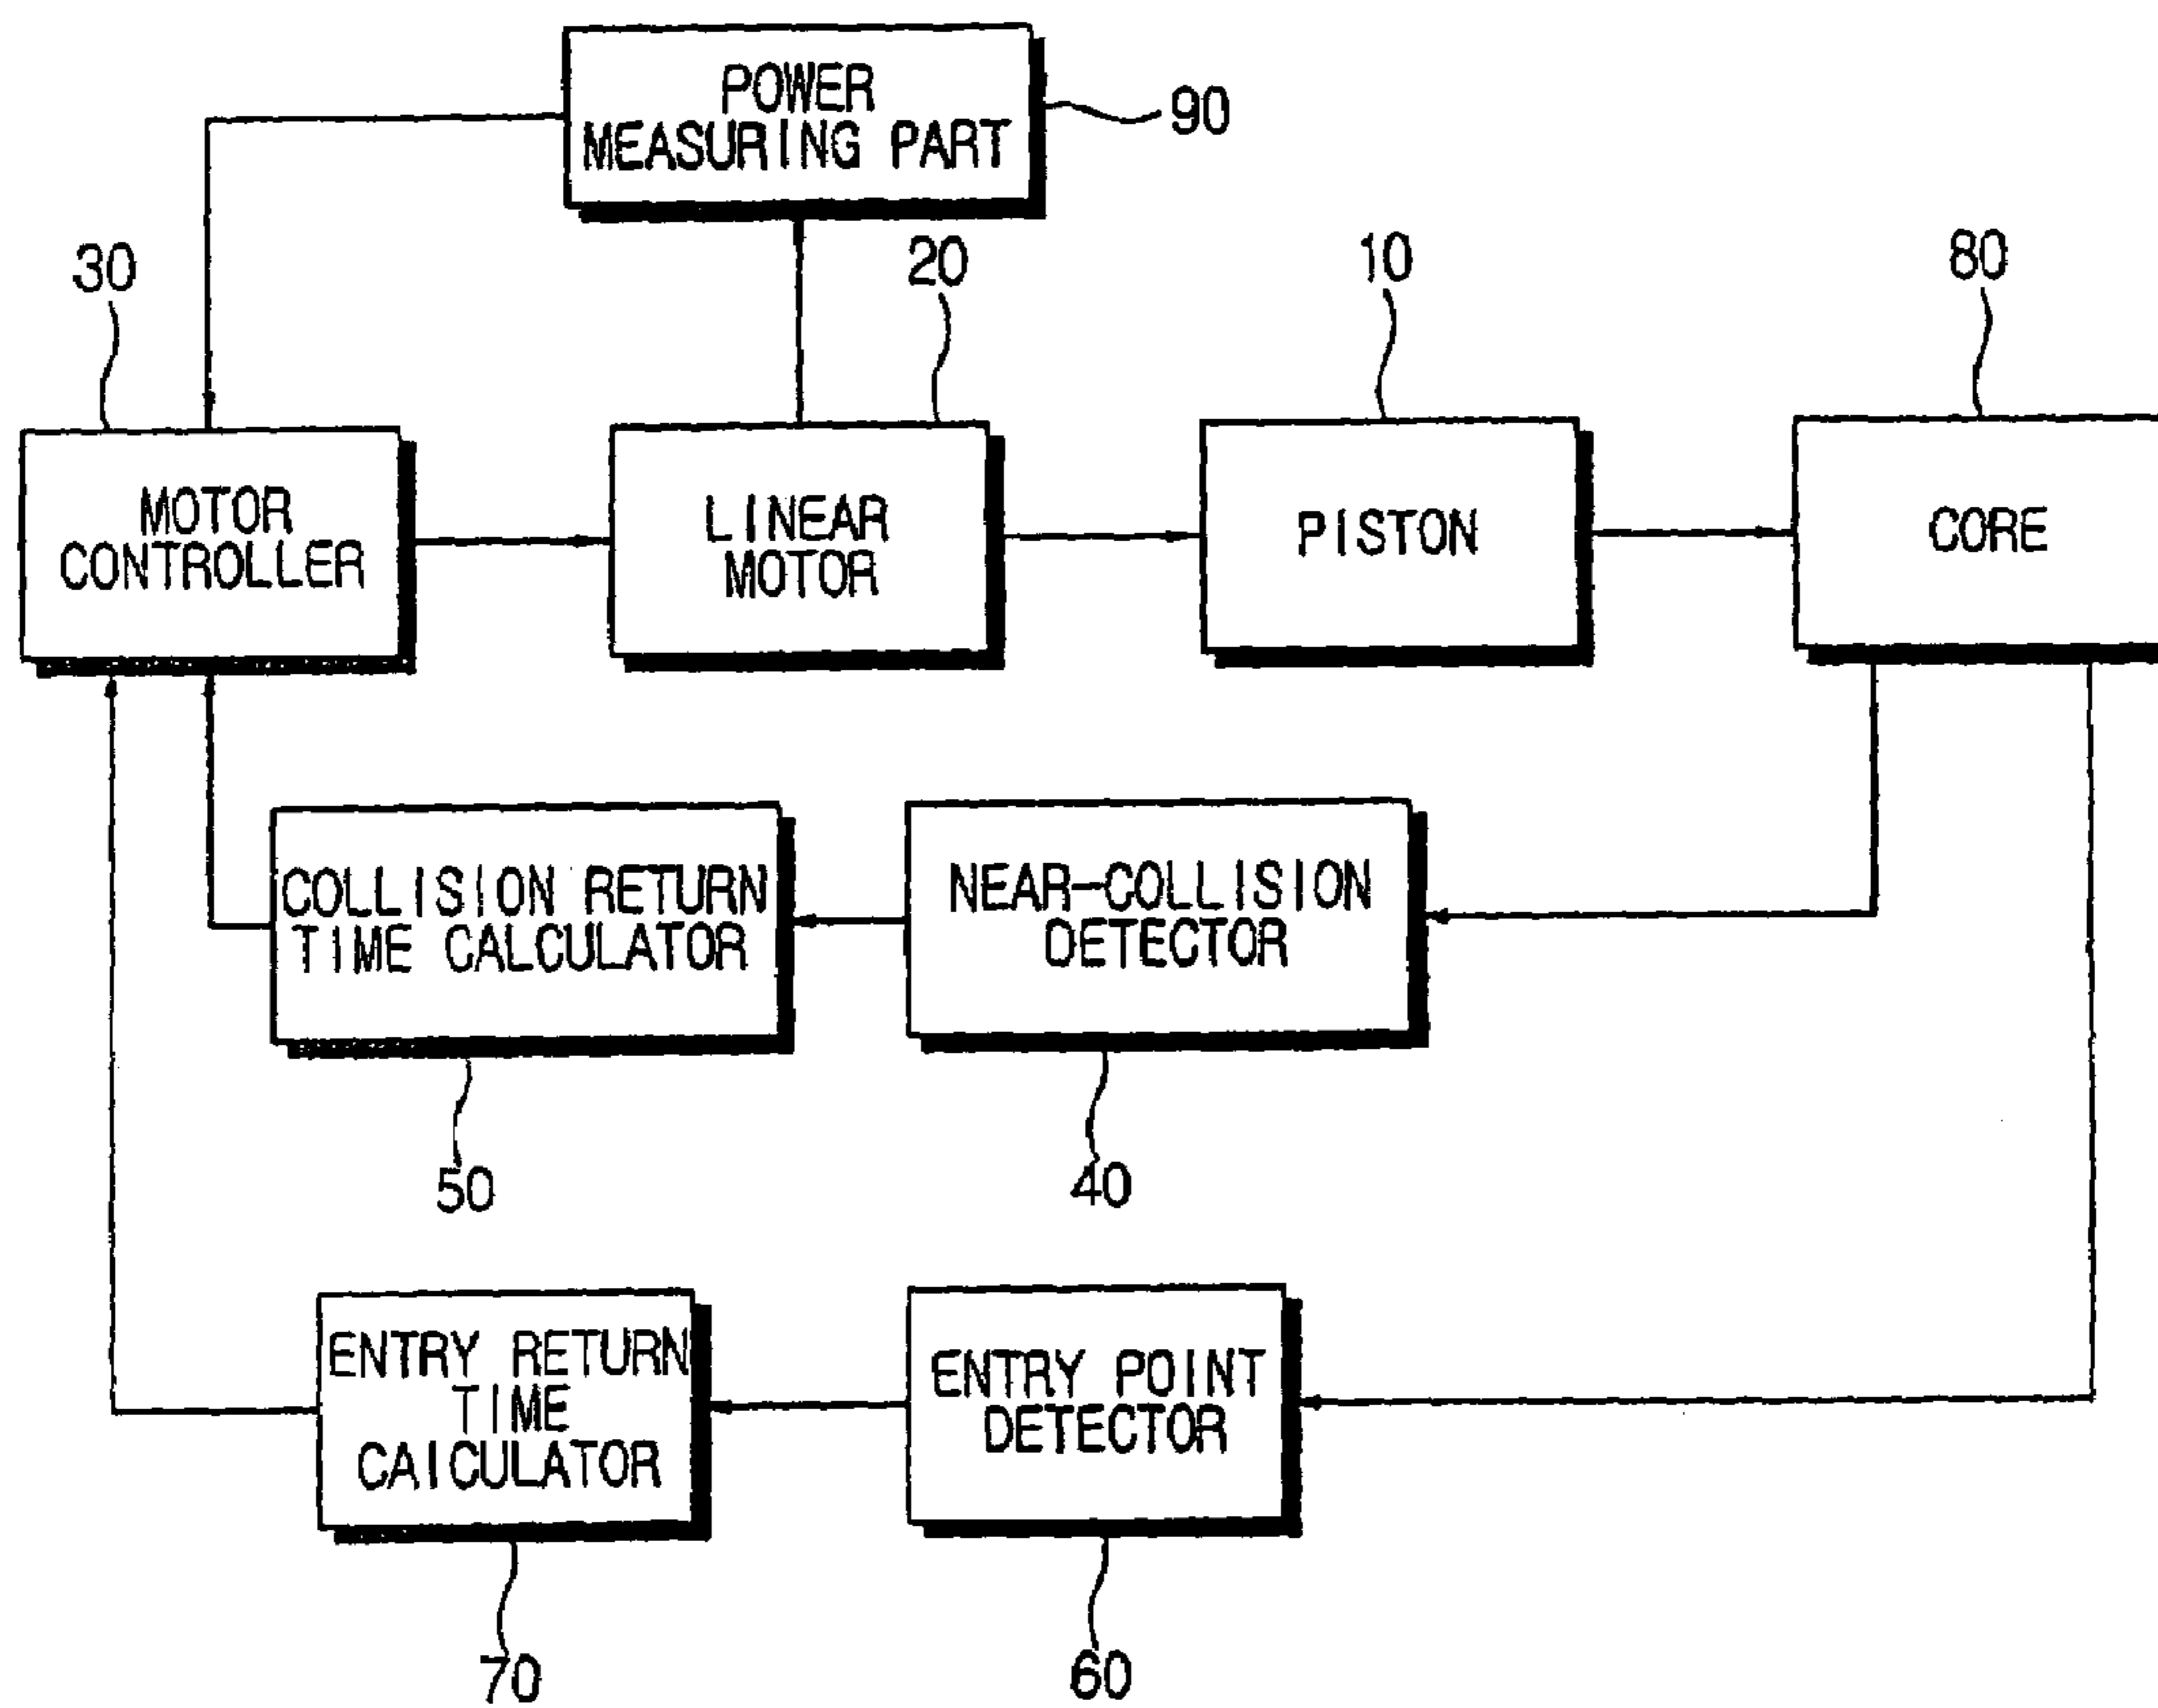 POWER
MEASURING PART
90
30
20
10
80
MOTOR
CONTROLLER
LINEAR
MOTOR
PISTON
CORE
COLLISION RETURN
TIME CALCULATOR
NEAR-COLLISION
DETECTOR
50
40
ENTRY RETURN
TIME
CALCULATOR
ENTRY POINT
DETECTOR
70
60